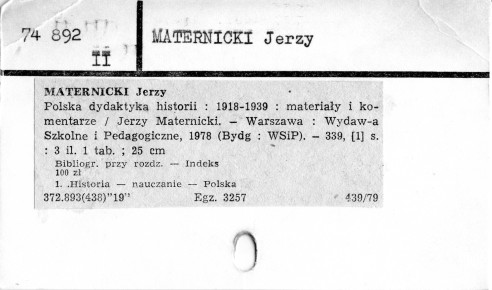 74 892
II
MATERNICKI Jerzy
MATERNICKI Jerzy
Polska dydaktyka historii : 1918-1939 : materiały i ko-
mentarze / Jerzy Maternicki. — Warszawa : Wydaw-a
Szkolne i Pedagogiczne, 1978 (Bydg : WSiP). — 339, [1] s.
: 3 il. 1 tab. ; 25 cm
Bibliogr. przy rozdz. — Indeks
100 zł
1. .Historia — nauczanie — Polska
372.893(438)"19" Egz. 3257 439/79